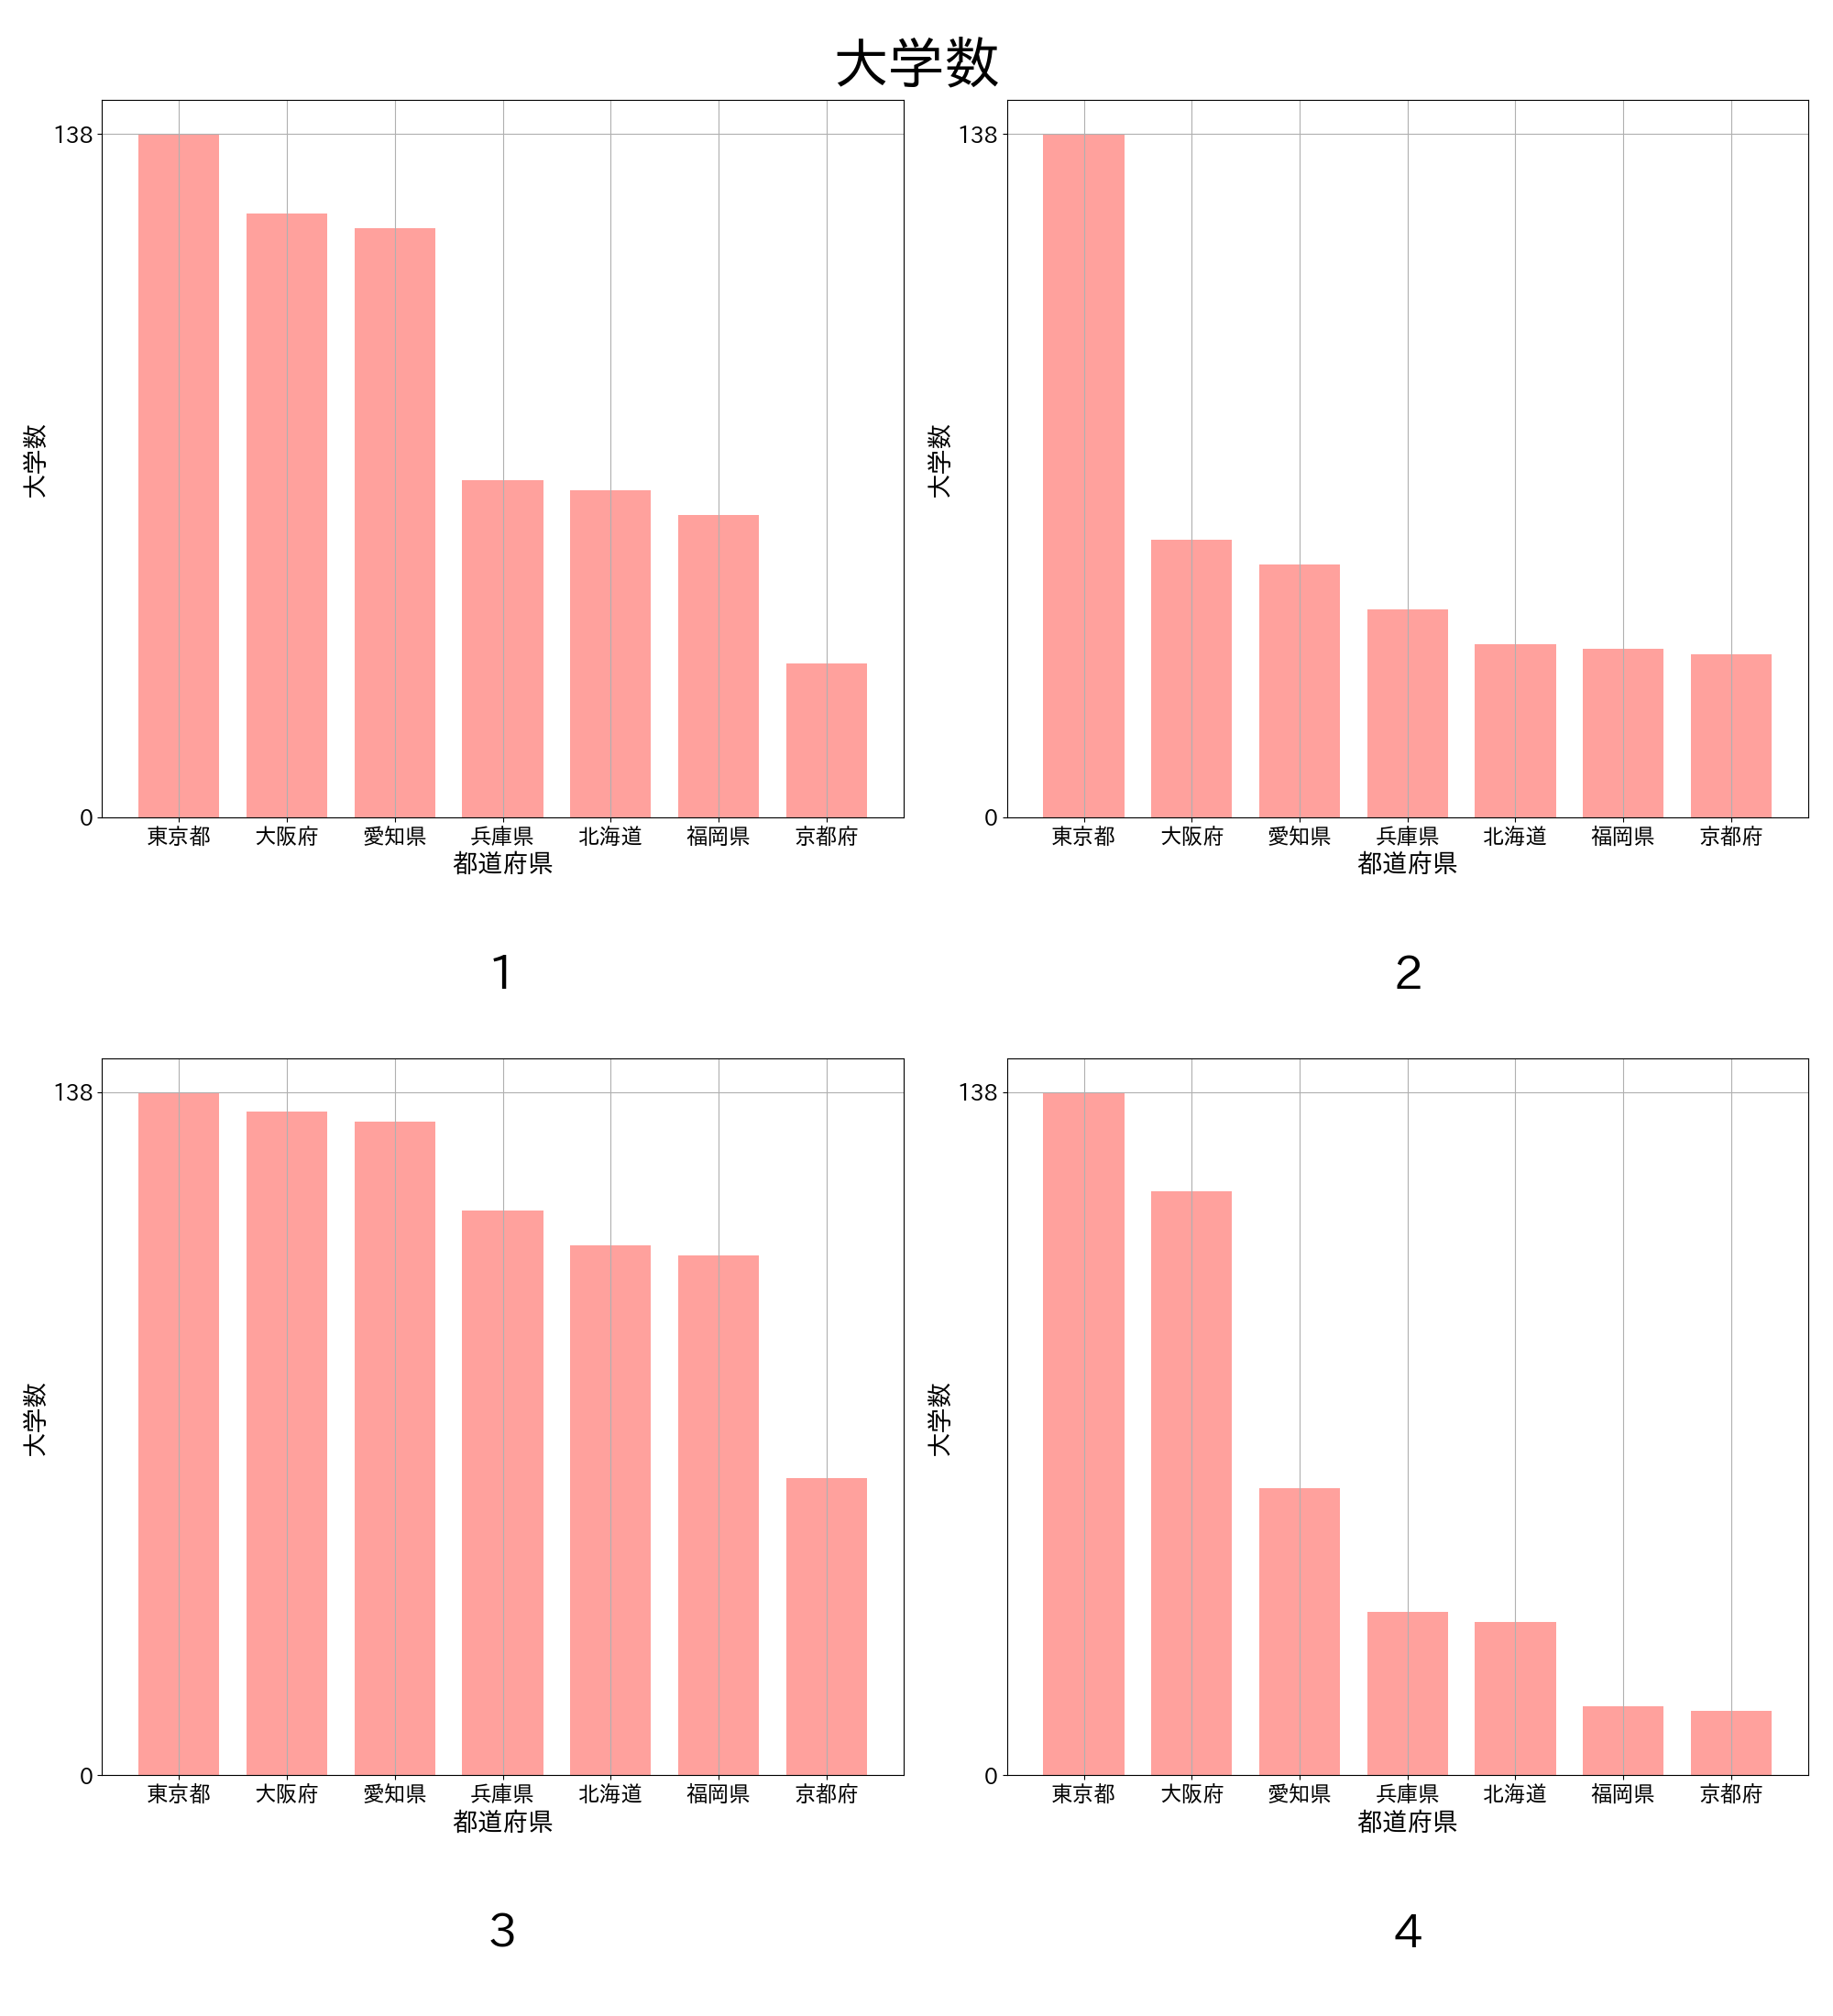 大学数
138
0
大学数
東京都 大阪府 愛知県 兵庫県 北海道 福岡県 京都府
都道府県
1
138
0
大学数
東京都 大阪府 愛知県 兵庫県 北海道 福岡県 京都府
都道府県
2
138
0
大学数
東京都 大阪府 愛知県 兵庫県 北海道 福岡県 京都府
都道府県
3
138
0
大学数
東京都 大阪府 愛知県 兵庫県 北海道 福岡県 京都府
都道府県
4